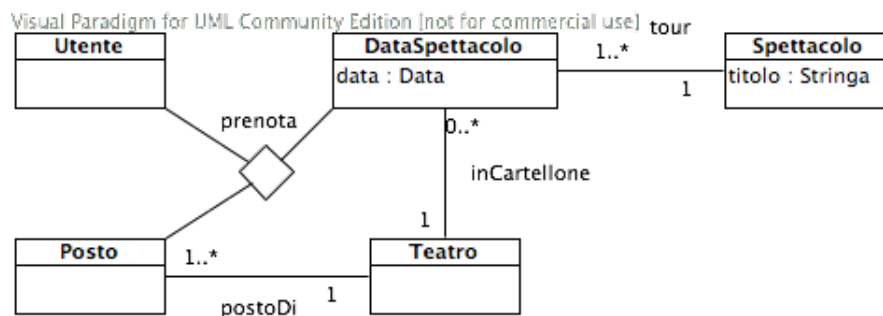 Visual Paradigm for UML Community Edition [not for commercial use]
tour
Utente
DataSpettacolo
Spettacolo
1..*
data : Data
titolo : Stringa
1
prenota
0..*
inCartellone
1
Posto
1..*
Teatro
1
postoDi